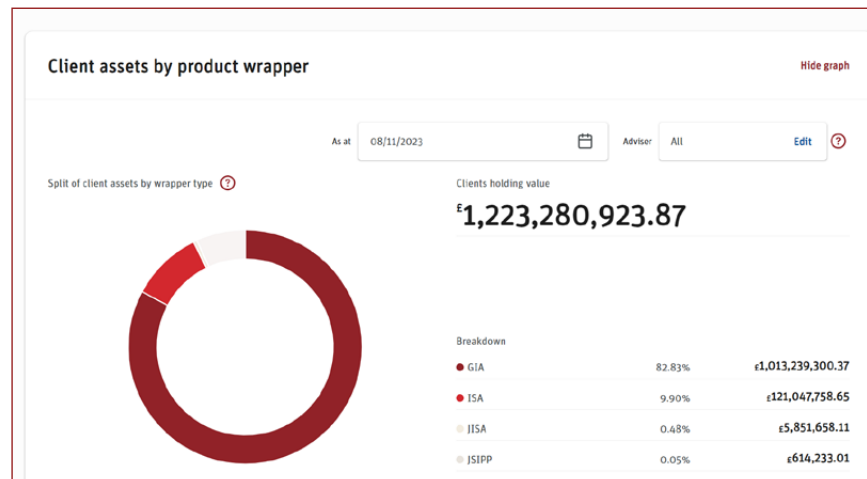 Client assets by product wrapper
Hide graph
As at 08/11/2023 Adviser All Edit ?
Split of client assets by wrapper type ?
Clients holding value
£1,223,280,923.87
Breakdown
GIA 82.83% £1,013,239,300.37
ISA 9.90% £121,047,758.65
JISA 0.48% £5,851,658.11
JSIPP 0.05% £614,233.01